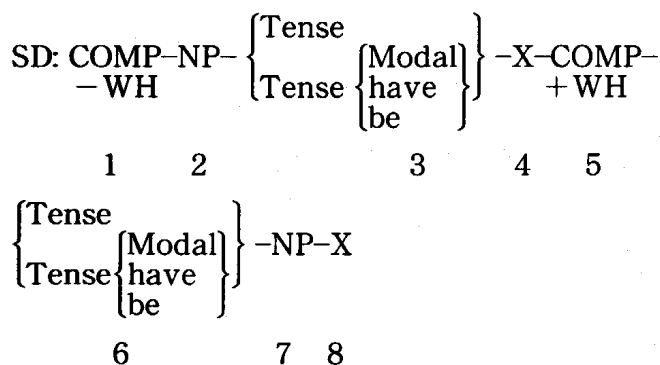 SD: COMP–NP– {Tense / Tense {Modal / have / be}} –X–COMP–
–WH +WH
1 2 3 4 5
{Tense / Tense {Modal / have / be}} –NP–X
6 7 8